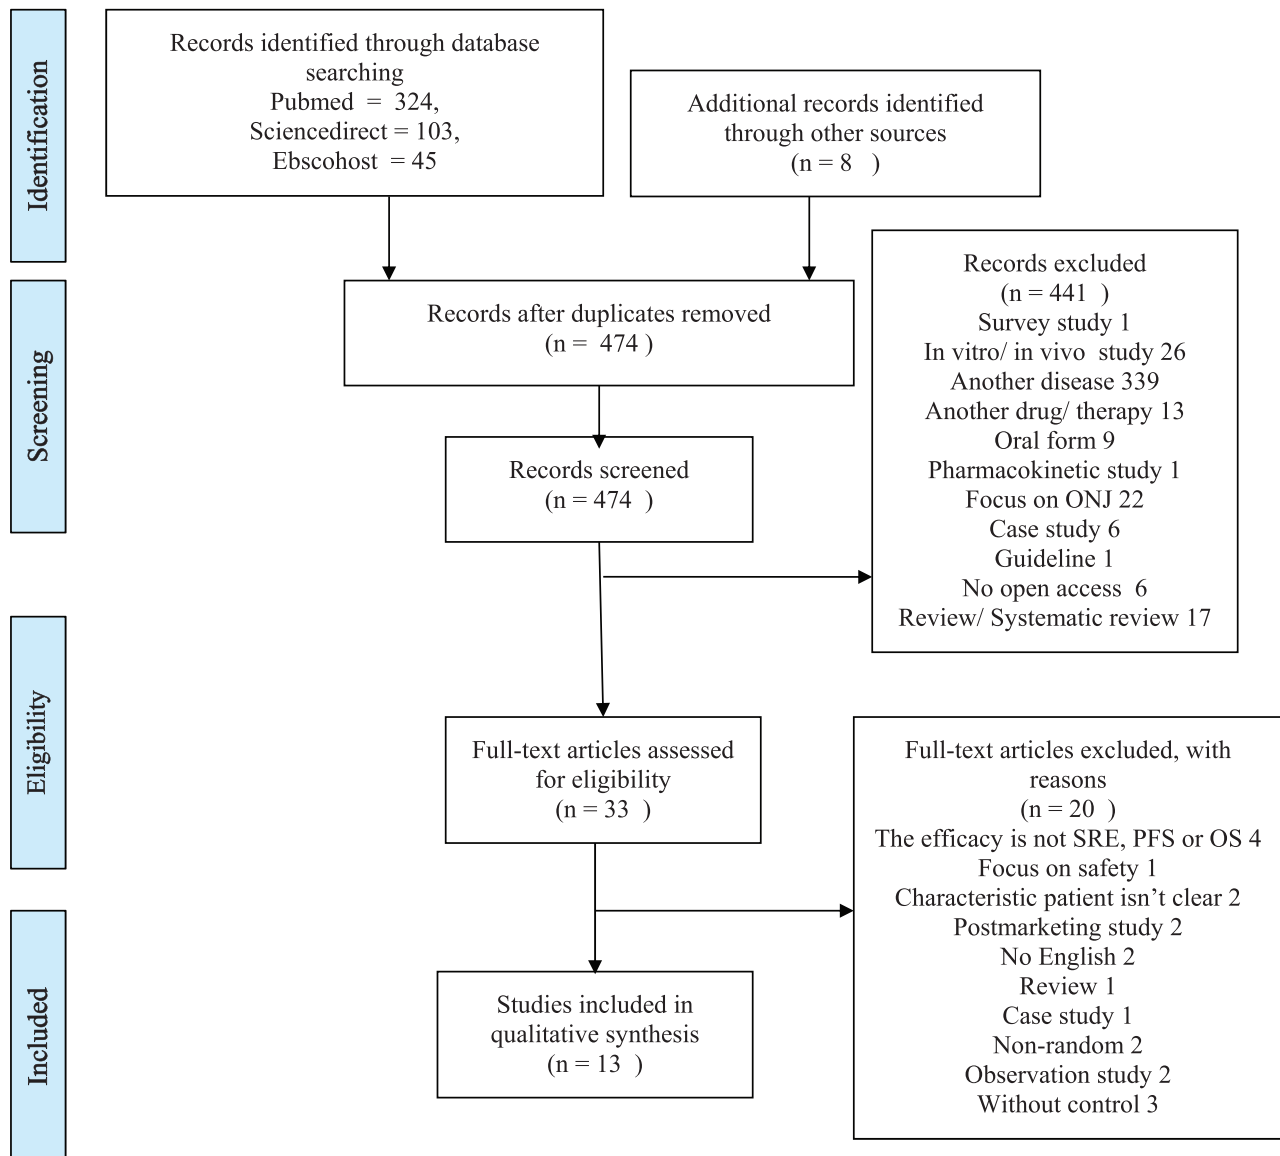 Identification
Records identified through database
searching
Pubmed = 324,
Sciencedirect = 103,
Ebscohost = 45
Additional records identified
through other sources
(n = 8 )
Screening
Records after duplicates removed
(n = 474 )
Records screened
(n = 474 )
Records excluded
(n = 441 )
Survey study 1
In vitro/ in vivo study 26
Another disease 339
Another drug/ therapy 13
Oral form 9
Pharmacokinetic study 1
Focus on ONJ 22
Case study 6
Guideline 1
No open access 6
Review/ Systematic review 17
Eligibility
Full-text articles assessed
for eligibility
(n = 33 )
Full-text articles excluded, with
reasons
(n = 20 )
The efficacy is not SRE, PFS or OS 4
Focus on safety 1
Characteristic patient isn’t clear 2
Postmarketing study 2
No English 2
Review 1
Case study 1
Non-random 2
Observation study 2
Without control 3
Included
Studies included in
qualitative synthesis
(n = 13 )